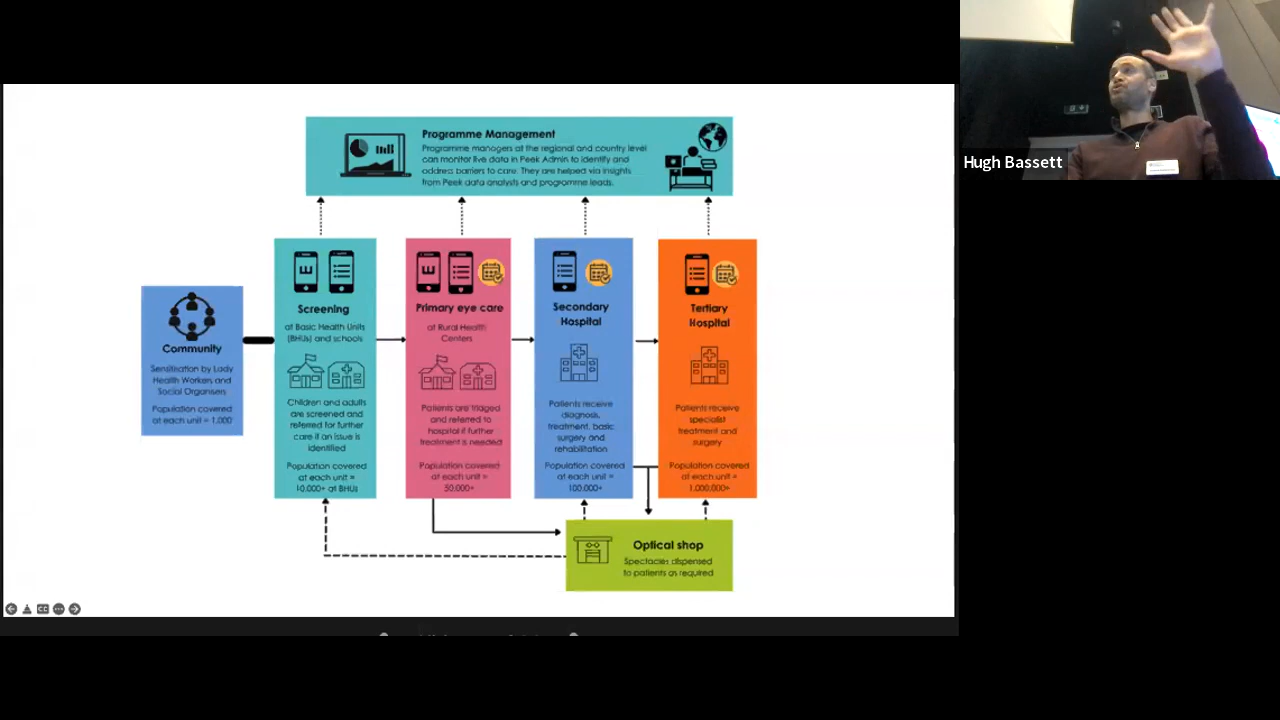 Programme Management
Programme managers at the regional and country level
can monitor live data in Peek Admin to identify and
address barriers to care. They are helped via insights
from Peek data analysts and programme leads.
Community
Sensitisation by Lady
Health Workers and
Social Organisers
Population covered
at each unit = 1,000
Screening
at Basic Health Units
(BHUs) and schools
Children and adults
are screened and
referred for further
care if an issue is
identified
Population covered
at each unit =
10,000+ at BHUs
Primary eye care
at Rural Health
Centers
Patients are triaged
and referred to
hospital if further
treatment is needed
Population covered
at each unit =
50,000+
Secondary
Hospital
Patients receive
diagnosis,
treatment, basic
surgery and
rehabilitation
Population covered
at each unit =
100,000+
Tertiary
Hospital
Patients receive
specialist
treatment and
surgery
Population covered
at each unit =
1,000,000+
Optical shop
Spectacles dispensed
to patients as required
CC
Hugh Bassett